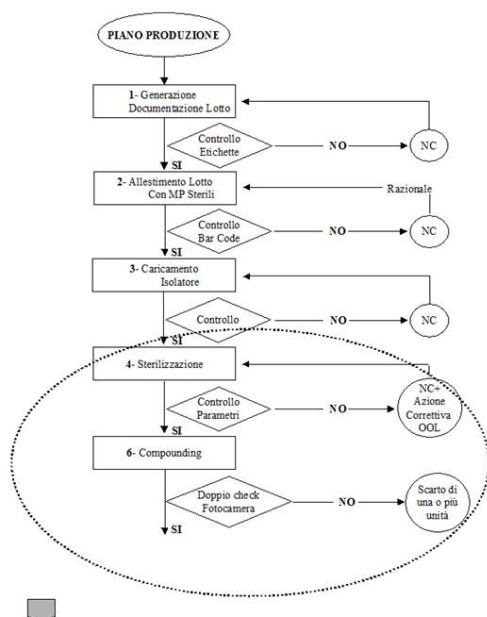 PIANO PRODUZIONE
1- Generazione
Documentazione Lotto
Controllo
Etichette
NO
NC
SI
2- Allestimento Lotto
Con MP Sterili
Razionale
Controllo
Bar Code
NO
NC
SI
3- Caricamento
Isolatore
Controllo
NO
NC
SI
4- Sterilizzazione
Controllo
Parametri
NO
NC+
Azione
Correttiva
OOL
SI
6- Compounding
Doppio check
Fotocamera
NO
Scarto di
una o più
unità
SI